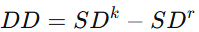 DD = SD^k − SD^r